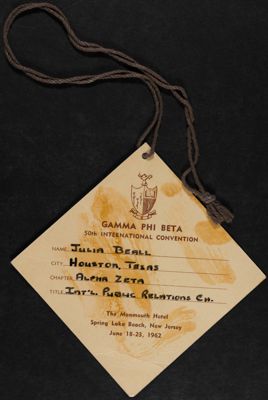 GAMMA PHI BETA
50th INTERNATIONAL CONVENTION
NAME Julia Beall
CITY Houston, Texas
CHAPTER Alpha Zeta
TITLE Int'l Public Relations Ch.
The Monmouth Hotel
Spring Lake Beach, New Jersey
June 18-23, 1962